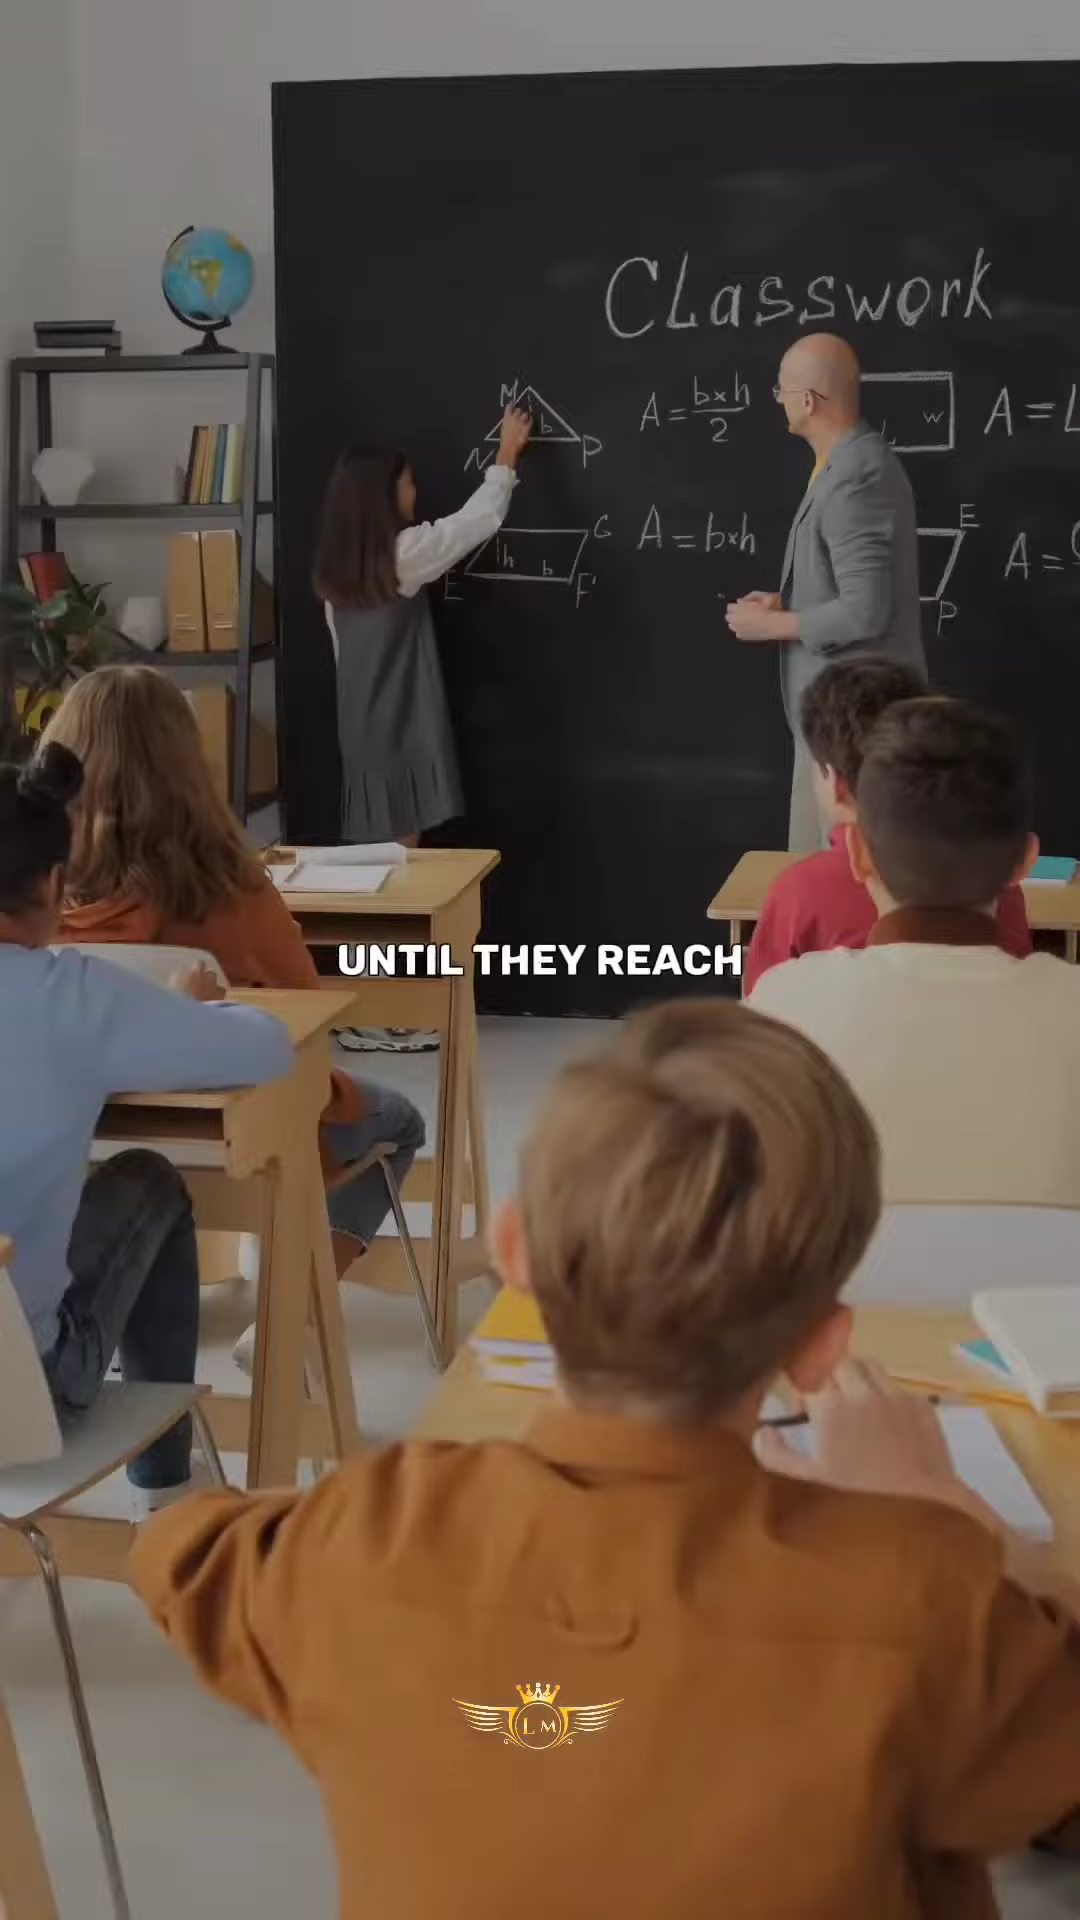 Classwork
M
b
N
P
A = b×h/2
L
w
A = L
G
h
b
E
F
A = b×h
E
P
A =
UNTIL THEY REACH
L M